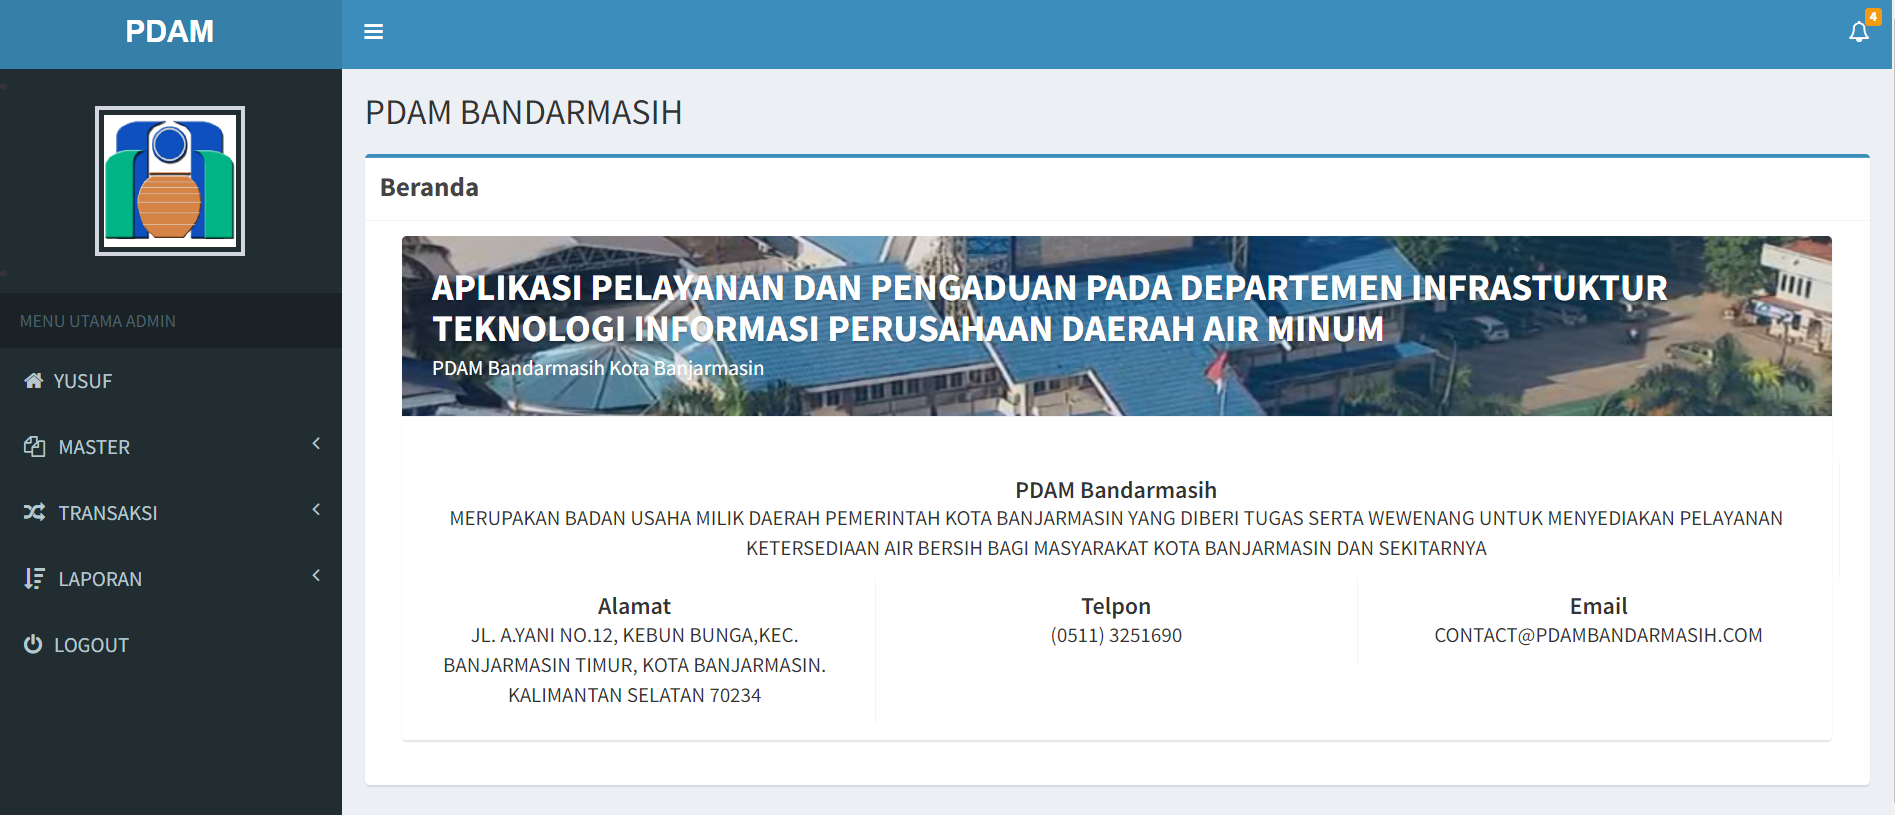 PDAM
4
PDAM BANDARMASIH
Beranda
APLIKASI PELAYANAN DAN PENGADUAN PADA DEPARTEMEN INFRASTUKTUR
TEKNOLOGI INFORMASI PERUSAHAAN DAERAH AIR MINUM
PDAM Bandarmasih Kota Banjarmasin
MENU UTAMA ADMIN
YUSUF
MASTER
TRANSAKSI
LAPORAN
LOGOUT
PDAM Bandarmasih
MERUPAKAN BADAN USAHA MILIK DAERAH PEMERINTAH KOTA BANJARMASIN YANG DIBERI TUGAS SERTA WEWENANG UNTUK MENYEDIAKAN PELAYANAN
KETERSEDIAAN AIR BERSIH BAGI MASYARAKAT KOTA BANJARMASIN DAN SEKITARNYA
Alamat
JL. A.YANI NO.12, KEBUN BUNGA,KEC.
BANJARMASIN TIMUR, KOTA BANJARMASIN.
KALIMANTAN SELATAN 70234
Telpon
(0511) 3251690
Email
CONTACT@PDAMBANDARMASIH.COM